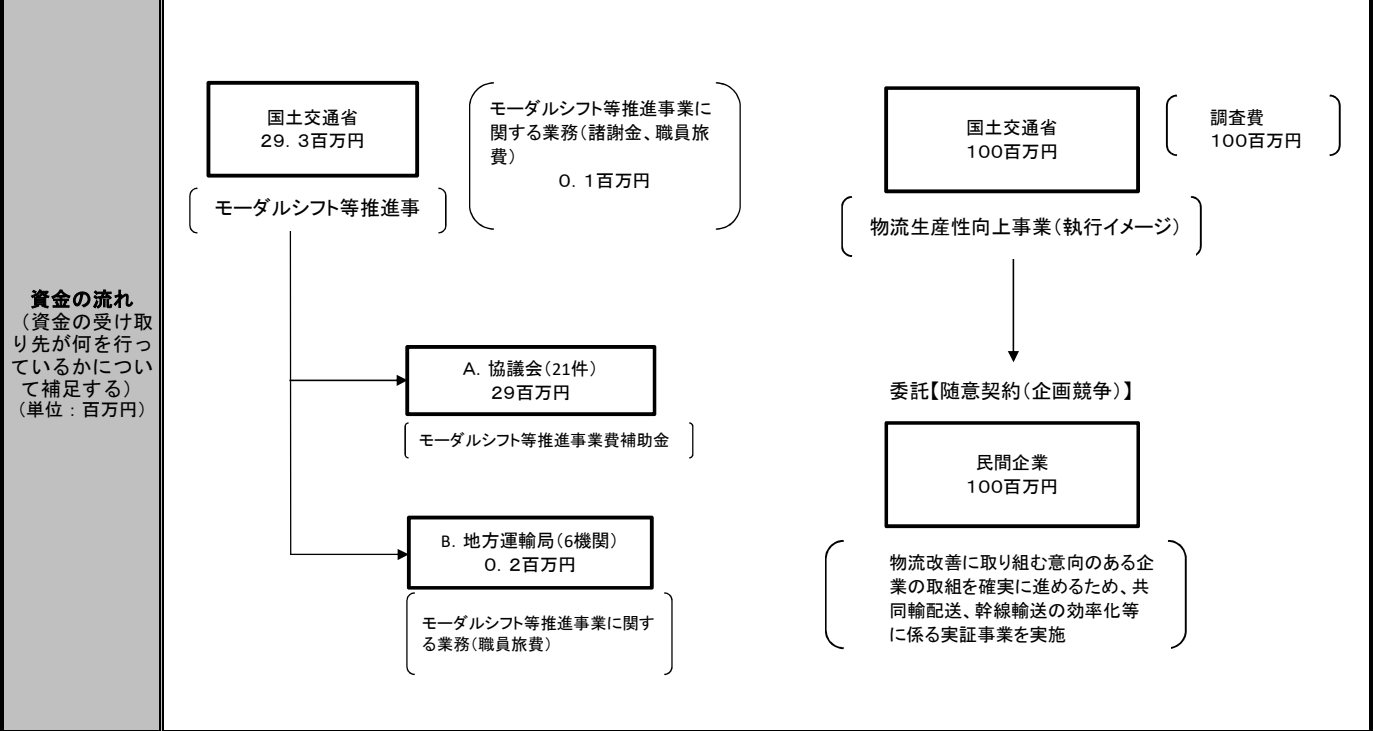 資金の流れ
（資金の受け取
り先が何を行っ
ているかについ
て補足する）
（単位：百万円）
国土交通省
29．3百万円
モーダルシフト等推進事
モーダルシフト等推進事業に
関する業務(諸謝金、職員旅
費)
0．1百万円
A．協議会(21件)
29百万円
モーダルシフト等推進事業費補助金
B．地方運輸局(6機関)
0．2百万円
モーダルシフト等推進事業に関す
る業務(職員旅費)
国土交通省
100百万円
調査費
100百万円
物流生産性向上事業(執行イメージ)
委託【随意契約(企画競争)】
民間企業
100百万円
物流改善に取り組む意向のある企
業の取組を確実に進めるため、共
同輸配送、幹線輸送の効率化等
に係る実証事業を実施